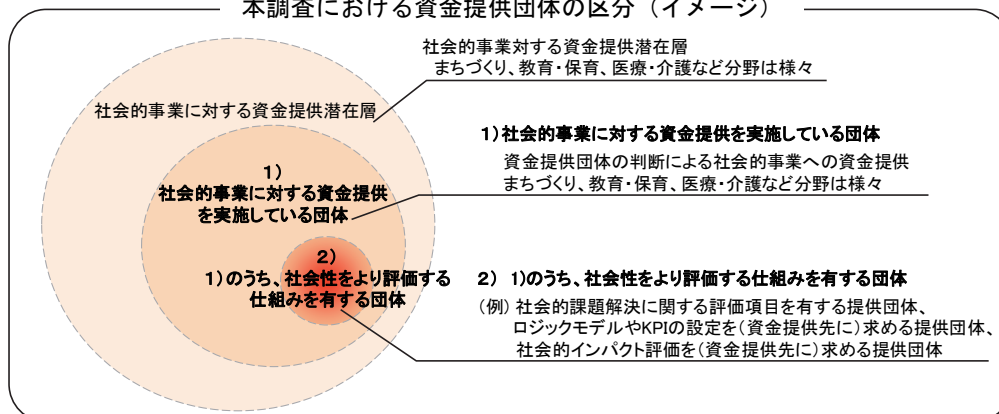 本調査における資金提供団体の区分（イメージ）
社会的事業対する資金提供潜在層
まちづくり、教育・保育、医療・介護など分野は様々
社会的事業に対する資金提供潜在層
1）
社会的事業に対する資金提供
を実施している団体
1）社会的事業に対する資金提供を実施している団体
資金提供団体の判断による社会的事業への資金提供
まちづくり、教育・保育、医療・介護など分野は様々
2）
1）のうち、社会性をより評価する
仕組みを有する団体
2） 1）のうち、社会性をより評価する仕組みを有する団体
（例）社会的課題解決に関する評価項目を有する提供団体、
ロジックモデルやKPIの設定を（資金提供先に）求める提供団体、
社会的インパクト評価を（資金提供先に）求める提供団体